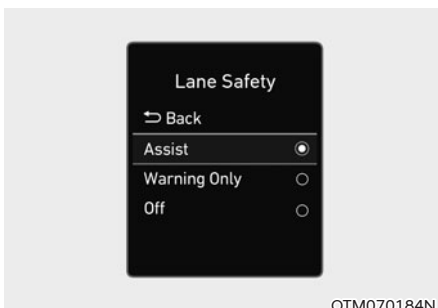 Lane Safety
Back
Assist
Warning Only
Off
OTM070184N